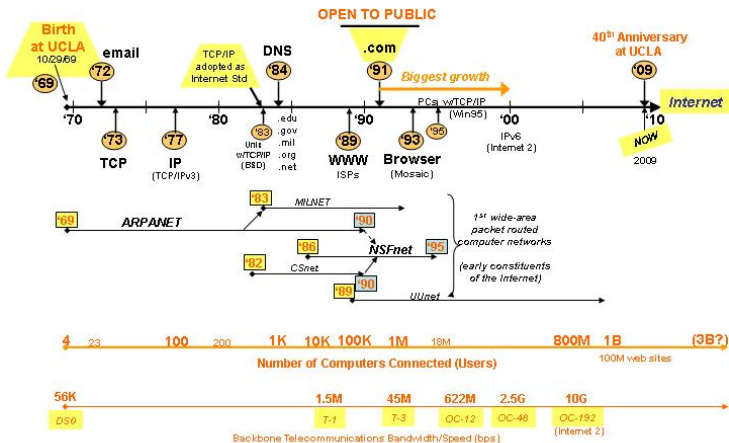 OPEN TO PUBLIC
Birth
at UCLA
10/29/69
email
TCP/IP
adopted as
Internet Std
DNS
.com
40th Anniversary
at UCLA
'69
'72
'84
'91
Biggest growth
'09
PCs w/TCP/IP
(Win95)
Internet
'70
'80
'90
'00
'10
'73
'77
'83
.edu
.gov
.mil
.org
.net
'89
'93
'95
IPv6
(Internet 2)
NOW
2009
TCP
IP
(TCP/IPv3)
Unix
w/TCP/IP
(BSD)
WWW
ISPs
Browser
(Mosaic)
'83
MILNET
'69
ARPANET
'90
1st wide-area
packet routed
computer networks
(early constituents
of the Internet)
'86
NSFnet
'95
'82
CSnet
'90
'89
UUnet
4 23 100 200 1K 10K 100K 1M 18M 800M 1B (3B?)
Number of Computers Connected (Users)
100M web sites
56K 1.5M 45M 622M 2.5G 10G
DS0 T-1 T-3 OC-12 OC-48 OC-192
(Internet 2)
Backbone Telecommunications Bandwidth/Speed (bps)